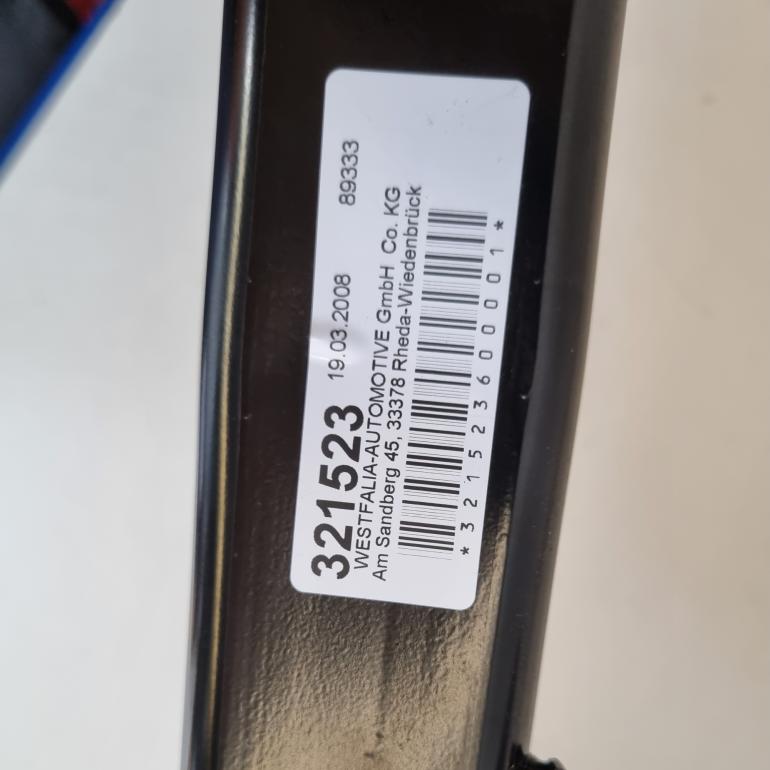 321523 19.03.2008 89333
WESTFALIA-AUTOMOTIVE GmbH Co. KG
Am Sandberg 45, 33378 Rheda-Wiedenbrück
*321523600001*